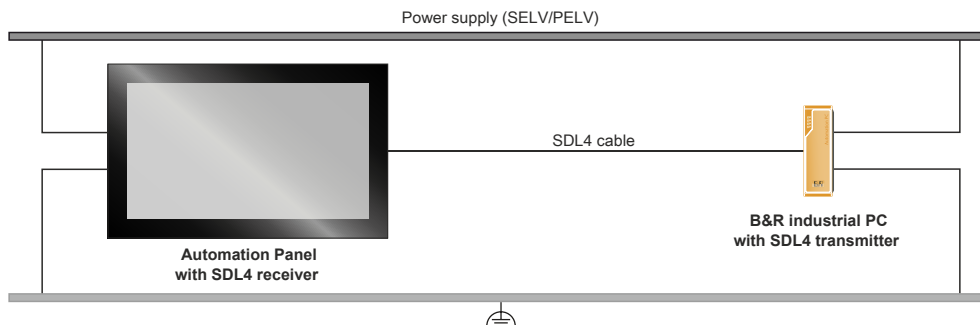 Power supply (SELV/PELV)
SDL4 cable
Automation Panel
with SDL4 receiver
B&R industrial PC
with SDL4 transmitter